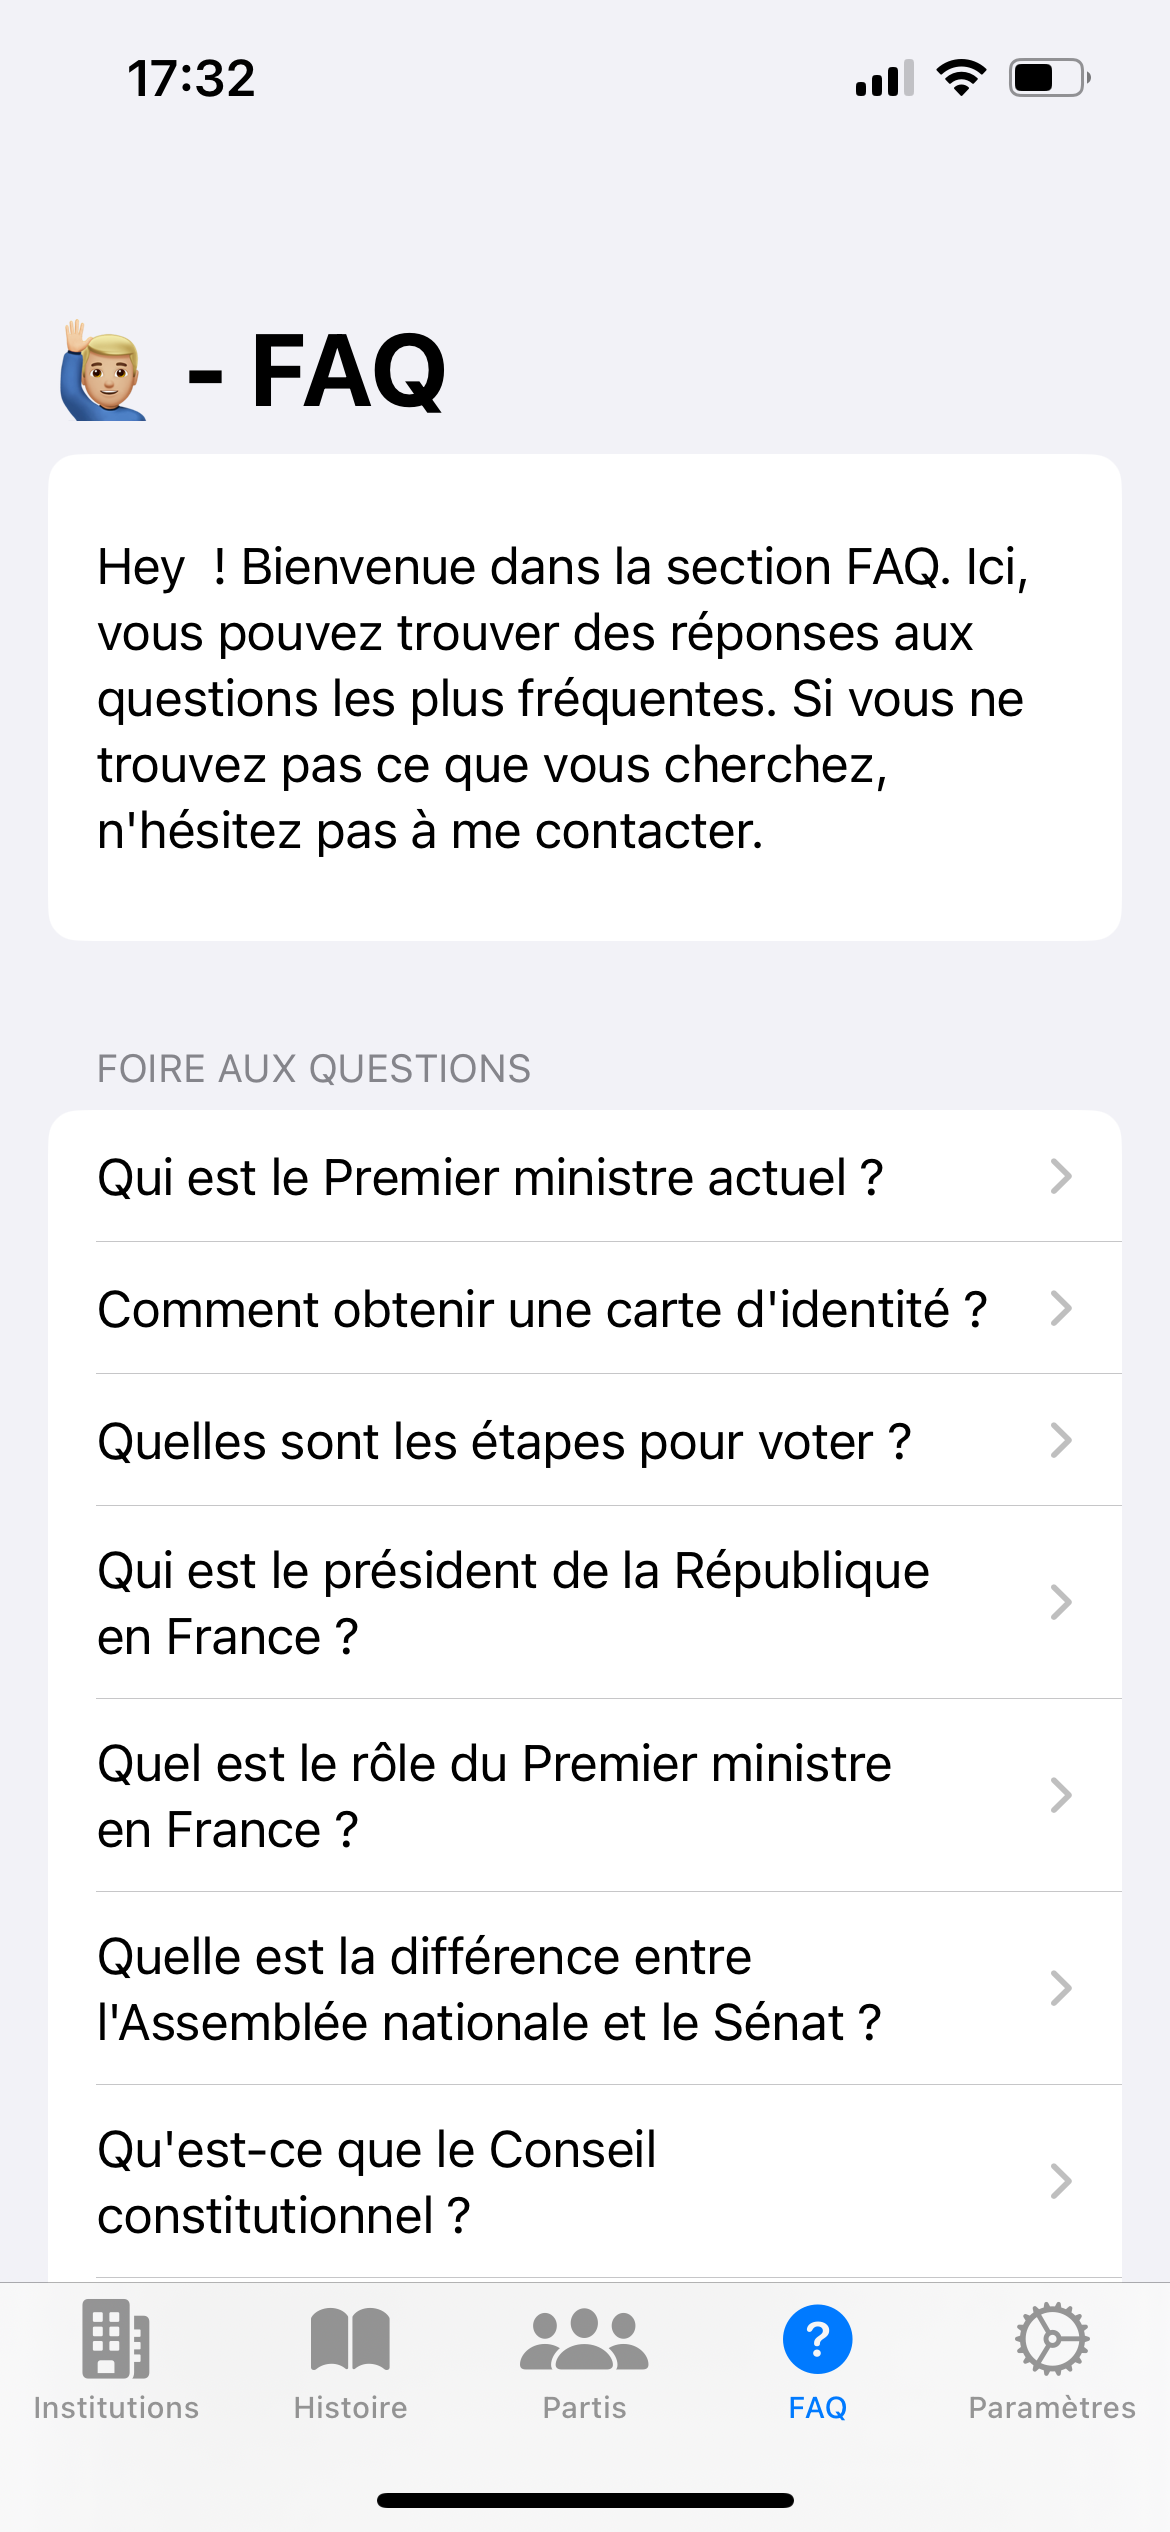 17:32
- FAQ
Hey  ! Bienvenue dans la section FAQ. Ici,
vous pouvez trouver des réponses aux
questions les plus fréquentes. Si vous ne
trouvez pas ce que vous cherchez,
n'hésitez pas à me contacter.
FOIRE AUX QUESTIONS
Qui est le Premier ministre actuel ?
Comment obtenir une carte d'identité ?
Quelles sont les étapes pour voter ?
Qui est le président de la République
en France ?
Quel est le rôle du Premier ministre
en France ?
Quelle est la différence entre
l'Assemblée nationale et le Sénat ?
Qu'est-ce que le Conseil
constitutionnel ?
Institutions Histoire Partis FAQ Paramètres